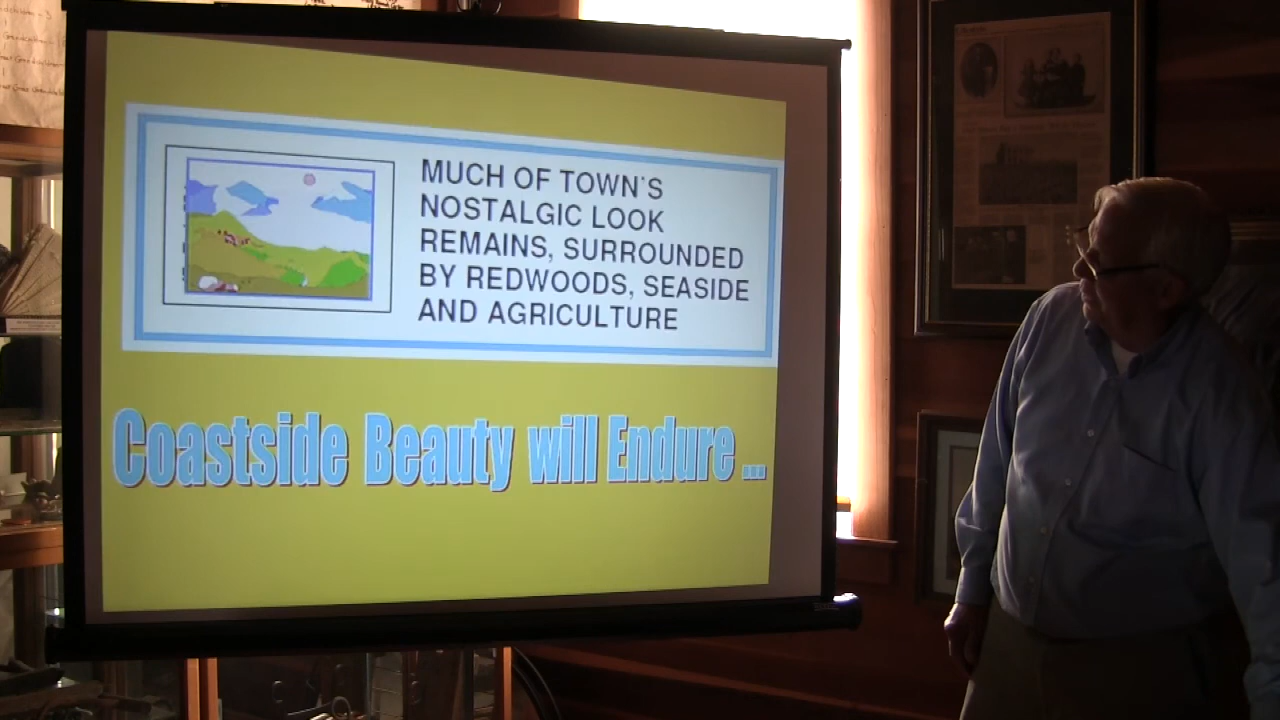 MUCH OF TOWN'S
NOSTALGIC LOOK
REMAINS, SURROUNDED
BY REDWOODS, SEASIDE
AND AGRICULTURE
Coastside Beauty will Endure ...